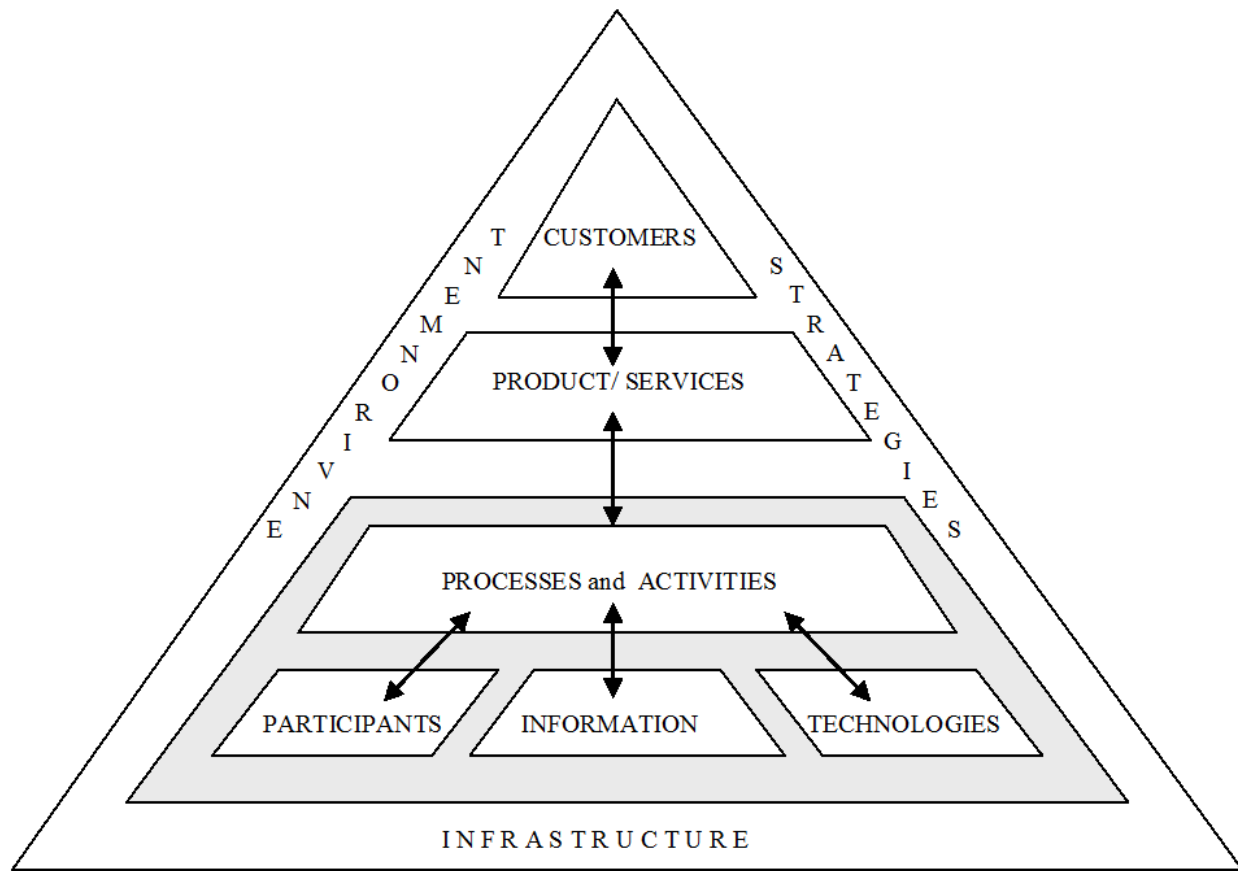 CUSTOMERS
ENVIRONMENT
STRATEGIES
PRODUCT/ SERVICES
PROCESSES and ACTIVITIES
PARTICIPANTS
INFORMATION
TECHNOLOGIES
INFRASTRUCTURE